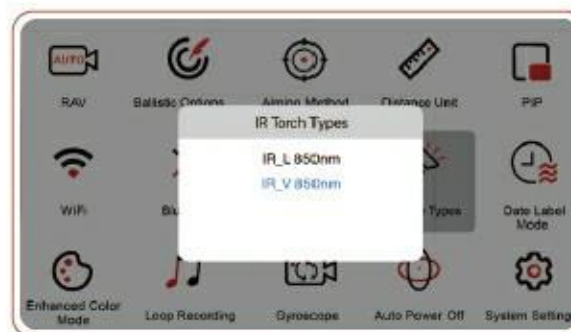 AUTO
RAV
Ballistic Options
Aiming Method
Distance Unit
PIP
IR Torch Types
IR_L 850nm
IR_V 850nm
WiFi
Blu
Types
Date Label
Mode
Enhanced Color
Mode
Loop Recording
Gyroscope
Auto Power Off
System Setting